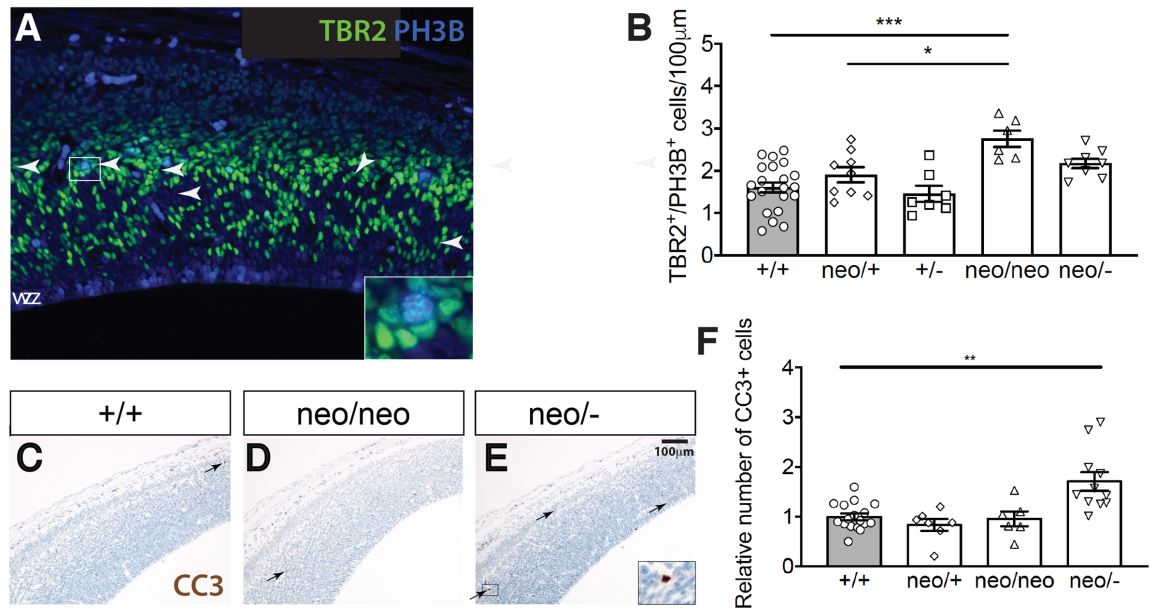 A
TBR2 PH3B
VZ
B
***
*
TBR2+/PH3B+ cells/100µm
5
4
3
2
1
0
+/+ neo/+ +/- neo/neo neo/-
+/+ neo/neo neo/-
C D E
100µm
CC3
F
**
Relative number of CC3+ cells
4
3
2
1
0
+/+ neo/+ neo/neo neo/-